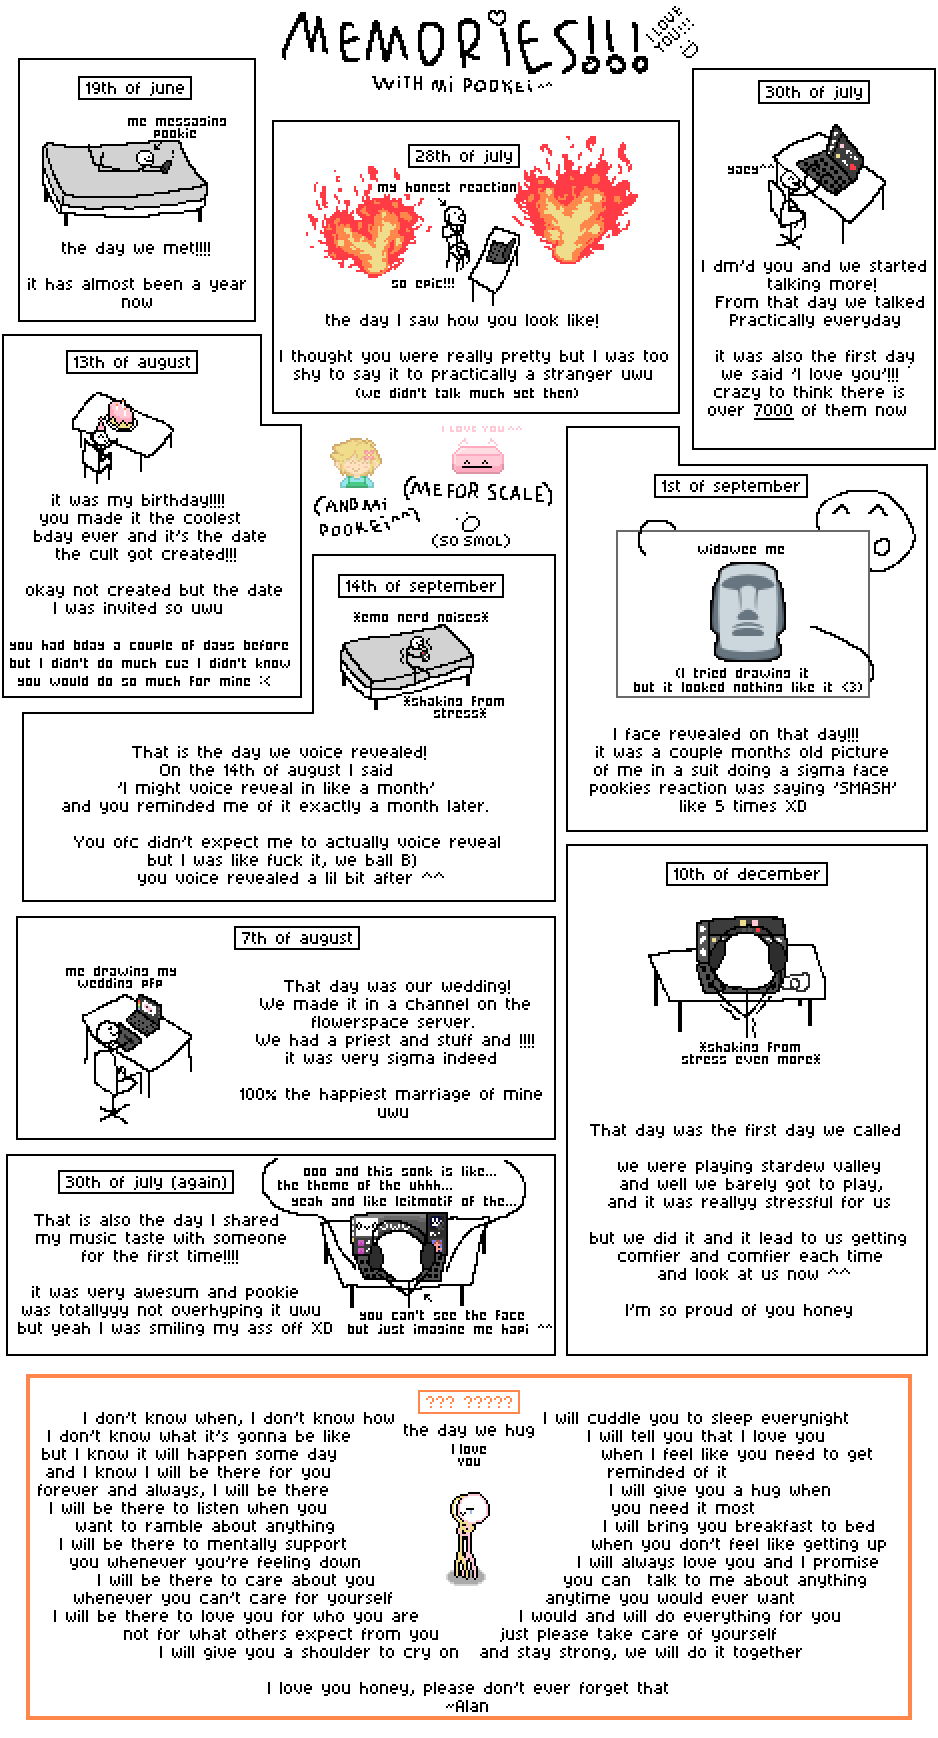 MEMORiES!!!
WiTH Mi POOKEi^^
I LOVE
YOU!!!
:D
19th of june
me messaging
pookie
the day we met!!!!
it has almost been a year
now
28th of july
my honest reaction
so epic!!!
the day I saw how you look like!
I thought you were really pretty but I was too
shy to say it to practically a stranger uwu
(we didn't talk much yet then)
30th of july
yaey^^
I dm'd you and we started
talking more!
From that day we talked
Practically everyday
it was also the first day
we said 'I love you'!!!
crazy to think there is
over 7000 of them now
13th of august
it was my birthday!!!!
you made it the coolest
bday ever and it's the date
the cult got created!!!
okay not created but the date
I was invited so uwu
you had bday a couple of days before
but I didn't do much cuz I didn't know
you would do so much for mine :<
I LOVE YOU ^^
(AND Mi
POOKEi^^)
(ME FOR SCALE)
(SO SMOL)
1st of september
widawee me
(I tried drawing it
but it looked nothing like it <3)
I face revealed on that day!!!
it was a couple months old picture
of me in a suit doing a sigma face
pookies reaction was saying 'SMASH'
like 5 times XD
14th of september
*emo nerd noises*
*shaking from
stress*
That is the day we voice revealed!
On the 14th of august I said
'I might voice reveal in like a month'
and you reminded me of it exactly a month later.
You ofc didn't expect me to actually voice reveal
but I was like fuck it, we ball B)
you voice revealed a lil bit after ^^
7th of august
me drawing my
wedding pfp
That day was our wedding!
We made it in a channel on the
flowerspace server.
We had a priest and stuff and !!!!
it was very sigma indeed
100% the happiest marriage of mine
uwu
10th of december
*shaking from
stress even more*
That day was the first day we called
we were playing stardew valley
and well we barely got to play,
and it was reallyy stressful for us
but we did it and it lead to us getting
comfier and comfier each time
and look at us now ^^
I'm so proud of you honey
30th of july (again)
ooo and this sonk is like...
the theme of the uhhh...
yeah and like leitmotif of the...
That is also the day I shared
my music taste with someone
for the first time!!!!
it was very awesum and pookie
was totallyyy not overhyping it uwu
but yeah I was smiling my ass off XD
you can't see the face
but just imagine me hapi ^^
??? ?????
the day we hug
I love
you
I don't know when, I don't know how
I don't know what it's gonna be like
but I know it will happen some day
and I know I will be there for you
forever and always, I will be there
I will be there to listen when you
want to ramble about anything
I will be there to mentally support
you whenever you're feeling down
I will be there to care about you
whenever you can't care for yourself
I will be there to love you for who you are
not for what others expect from you
I will give you a shoulder to cry on
I will cuddle you to sleep everynight
I will tell you that I love you
when I feel like you need to get
reminded of it
I will give you a hug when
you need it most
I will bring you breakfast to bed
when you don't feel like getting up
I will always love you and I promise
you can talk to me about anything
anytime you would ever want
I would and will do everything for you
just please take care of yourself
and stay strong, we will do it together
I love you honey, please don't ever forget that
~Alan